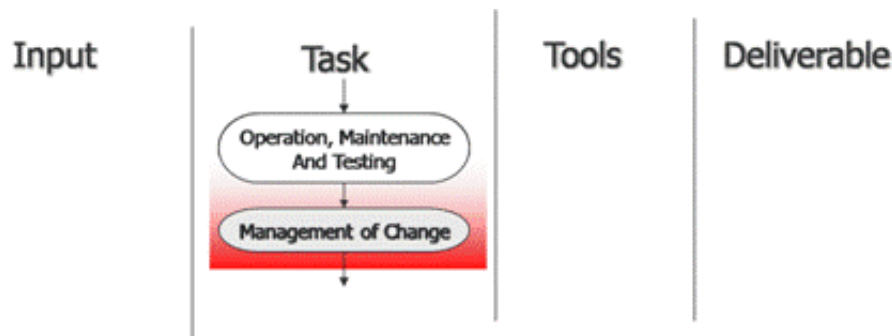 Input
Task
Tools
Deliverable
Operation, Maintenance
And Testing
Management of Change